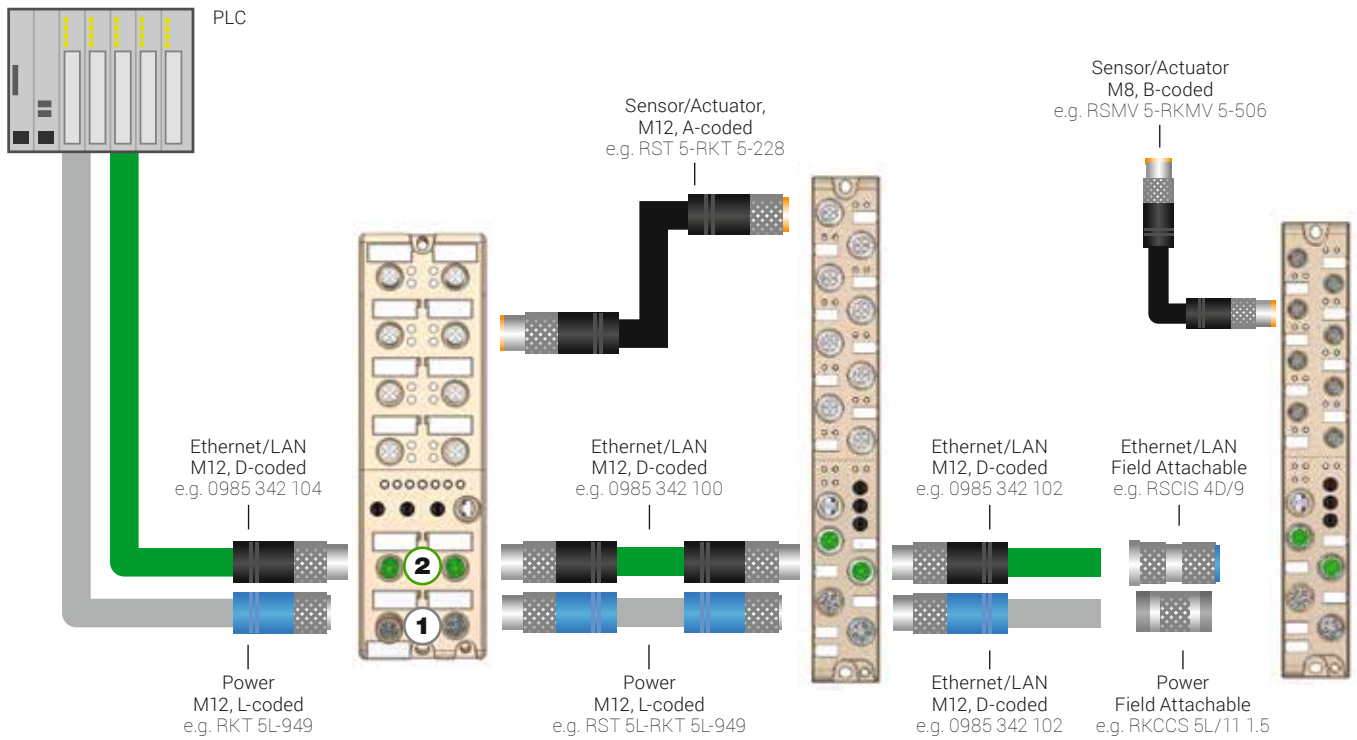 PLC
Sensor/Actuator
M8, B-coded
e.g. RSMV 5-RKMV 5-506
Sensor/Actuator,
M12, A-coded
e.g. RST 5-RKT 5-228
Ethernet/LAN
M12, D-coded
e.g. 0985 342 104
Ethernet/LAN
M12, D-coded
e.g. 0985 342 100
Ethernet/LAN
M12, D-coded
e.g. 0985 342 102
Ethernet/LAN
Field Attachable
e.g. RSCIS 4D/9
2
1
Power
M12, L-coded
e.g. RKT 5L-949
Power
M12, L-coded
e.g. RST 5L-RKT 5L-949
Ethernet/LAN
M12, D-coded
e.g. 0985 342 102
Power
Field Attachable
e.g. RKCCS 5L/11 1.5